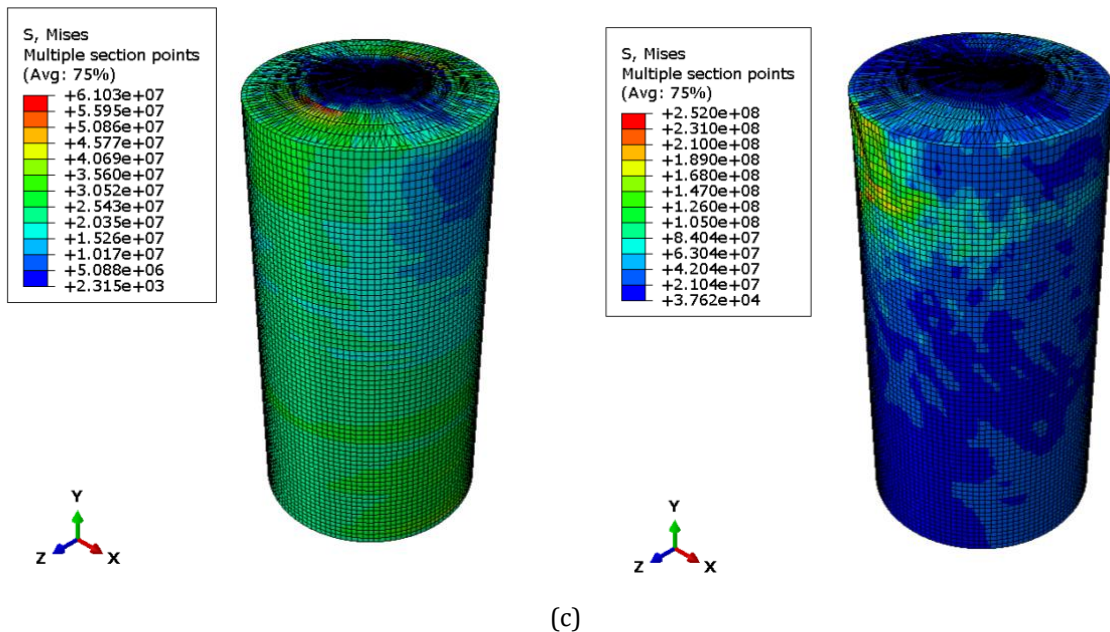 S, Mises
Multiple section points
(Avg: 75%)
+6.103e+07
+5.595e+07
+5.086e+07
+4.577e+07
+4.069e+07
+3.560e+07
+3.052e+07
+2.543e+07
+2.035e+07
+1.526e+07
+1.017e+07
+5.088e+06
+2.315e+03
Y
Z
X
S, Mises
Multiple section points
(Avg: 75%)
+2.520e+08
+2.310e+08
+2.100e+08
+1.890e+08
+1.680e+08
+1.470e+08
+1.260e+08
+1.050e+08
+8.404e+07
+6.304e+07
+4.204e+07
+2.104e+07
+3.762e+04
Y
Z
X
(c)